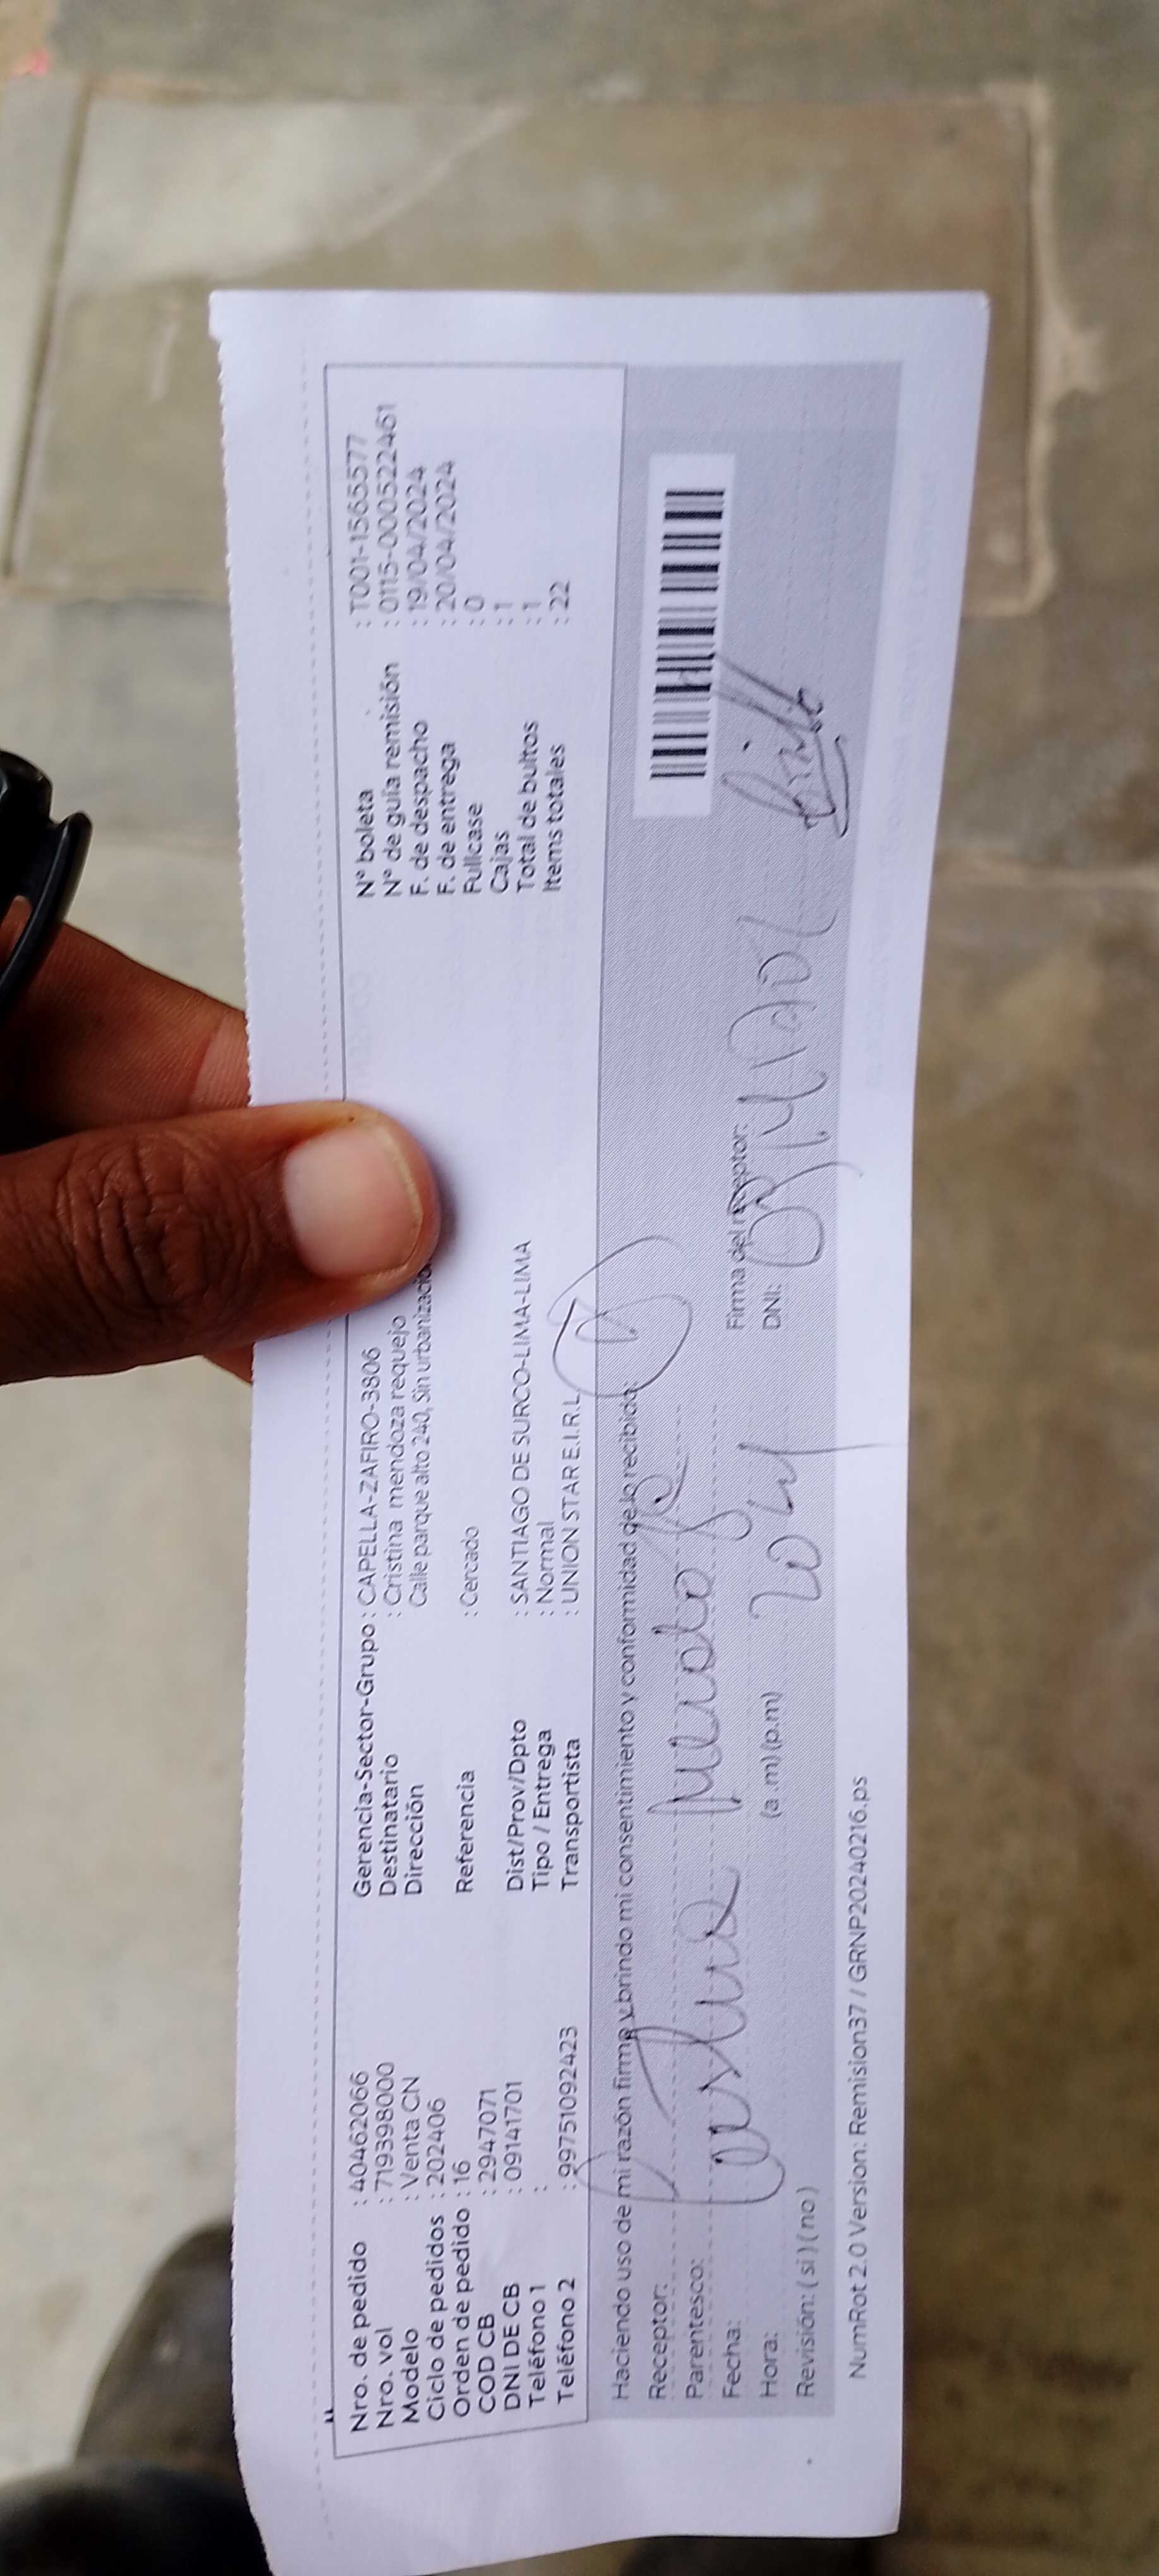 Nro. de pedido : 40462066
Nro. vol : 719398000
Modelo : Venta CN
Ciclo de pedidos : 202406
Orden de pedido : 16
COD CB : 2947071
DNI DE CB : 09141701
Teléfono 1 :
Teléfono 2 : 99751092423
Gerencia-Sector-Grupo : CAPELLA-ZAFIRO-3806
Destinatario : Cristina mendoza requejo
Dirección Calle parque alto 240, Sin urbanizació
Referencia : Cercado
Dist/Prov/Dpto : SANTIAGO DE SURCO-LIMA-LIMA
Tipo / Entrega : Normal
Transportista : UNION STAR E.I.R.L
N° boleta : T001-1565577
N° de guía remisión : 0115-000522461
F. de despacho : 19/04/2024
F. de entrega : 20/04/2024
Fullcase : 0
Cajas : 1
Total de bultos : 1
Items totales : 22
Haciendo uso de mi razón firma y brindo mi consentimiento y conformidad de lo recibido:
Receptor:
Parentesco:
Fecha:
Hora: (a .m) (p.m)
Revisión: ( si ) ( no )
Firma del receptor:
DNI:
NumRot 2.0 Version: Remision37 / GRNP20240216.ps